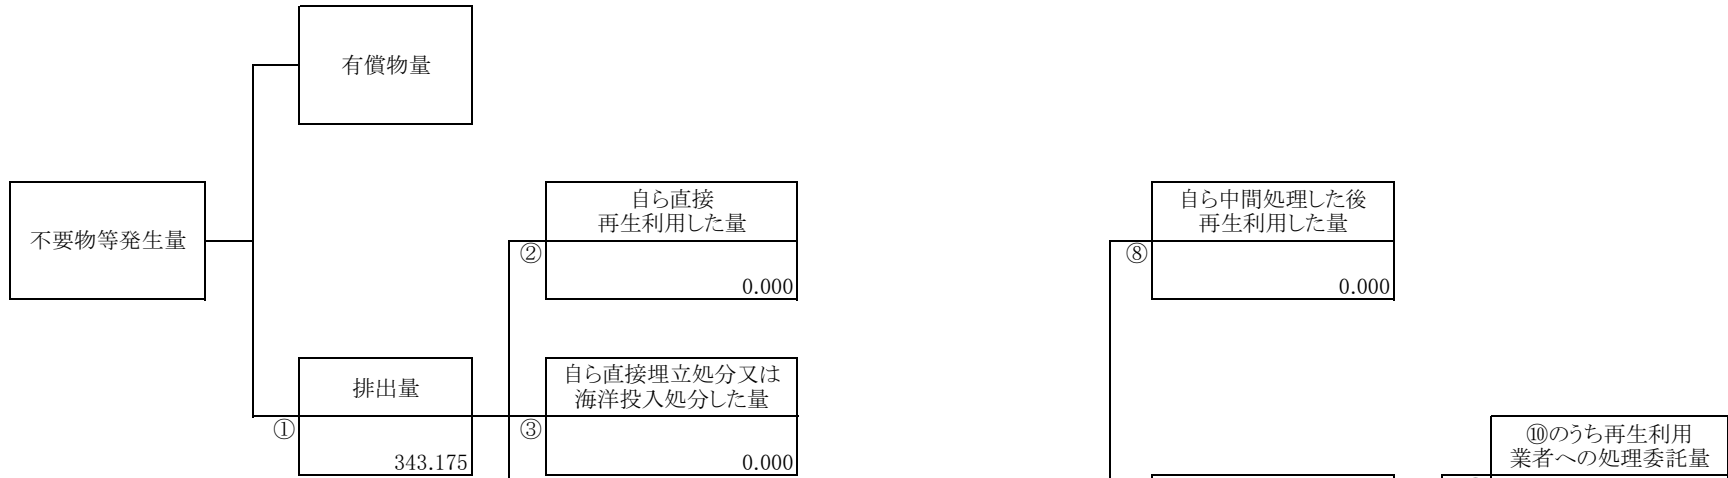 有償物量
不要物等発生量
自ら直接
再生利用した量
②
0.000
自ら中間処理した後
再生利用した量
⑧
0.000
排出量
①
343.175
自ら直接埋立処分又は
海洋投入処分した量
③
0.000
⑩のうち再生利用
業者への処理委託量